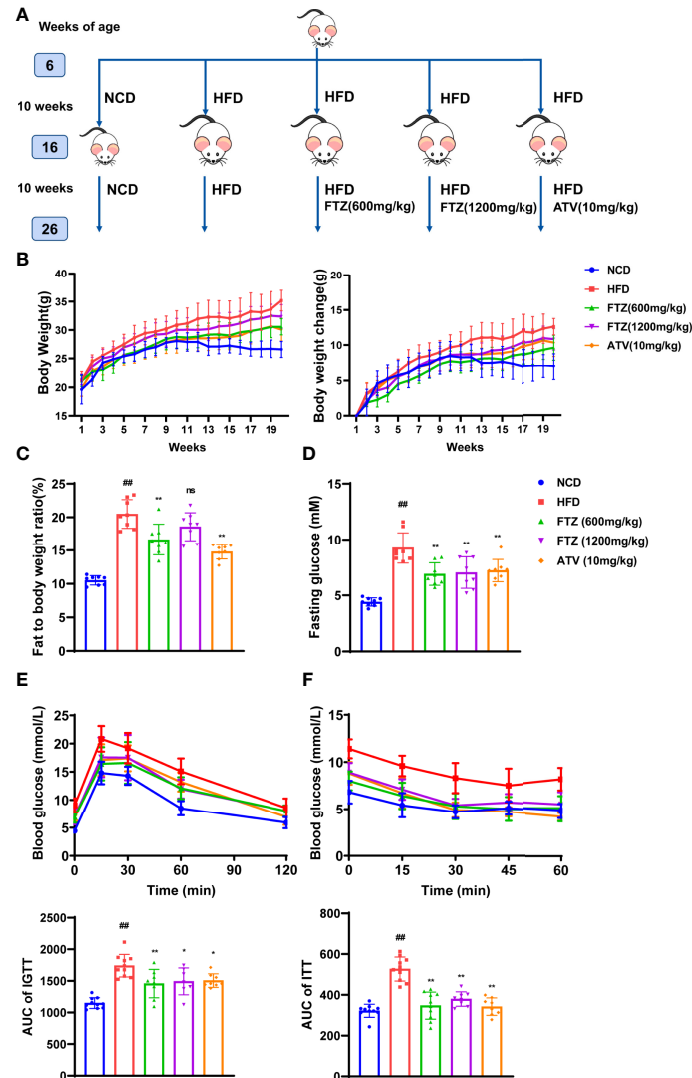 A
Weeks of age
6
10 weeks
NCD HFD HFD HFD HFD
16
10 weeks
NCD HFD HFD HFD HFD
FTZ(600mg/kg) FTZ(1200mg/kg) ATV(10mg/kg)
26
B
Body Weight(g)
40
35
30
25
20
15
1 3 5 7 9 11 13 15 17 19
Weeks
Body weight change(g)
20
15
10
5
0
1 3 5 7 9 11 13 15 17 19
Weeks
NCD
HFD
FTZ(600mg/kg)
FTZ(1200mg/kg)
ATV(10mg/kg)
C
Fat to body weight ratio(%)
25
20
15
10
5
0
## ** ns **
D
Fasting glucose (mM)
15
10
5
0
## ** ** **
NCD
HFD
FTZ (600mg/kg)
FTZ (1200mg/kg)
ATV (10mg/kg)
E
Blood glucose (mmol/L)
25
20
15
10
5
0
0 30 60 90 120
Time (min)
F
Blood glucose (mmol/L)
15
10
5
0
0 15 30 45 60
Time (min)
AUC of IGTT
2500
2000
1500
1000
500
0
## ** * *
AUC of ITT
800
600
400
200
0
## ** ** **